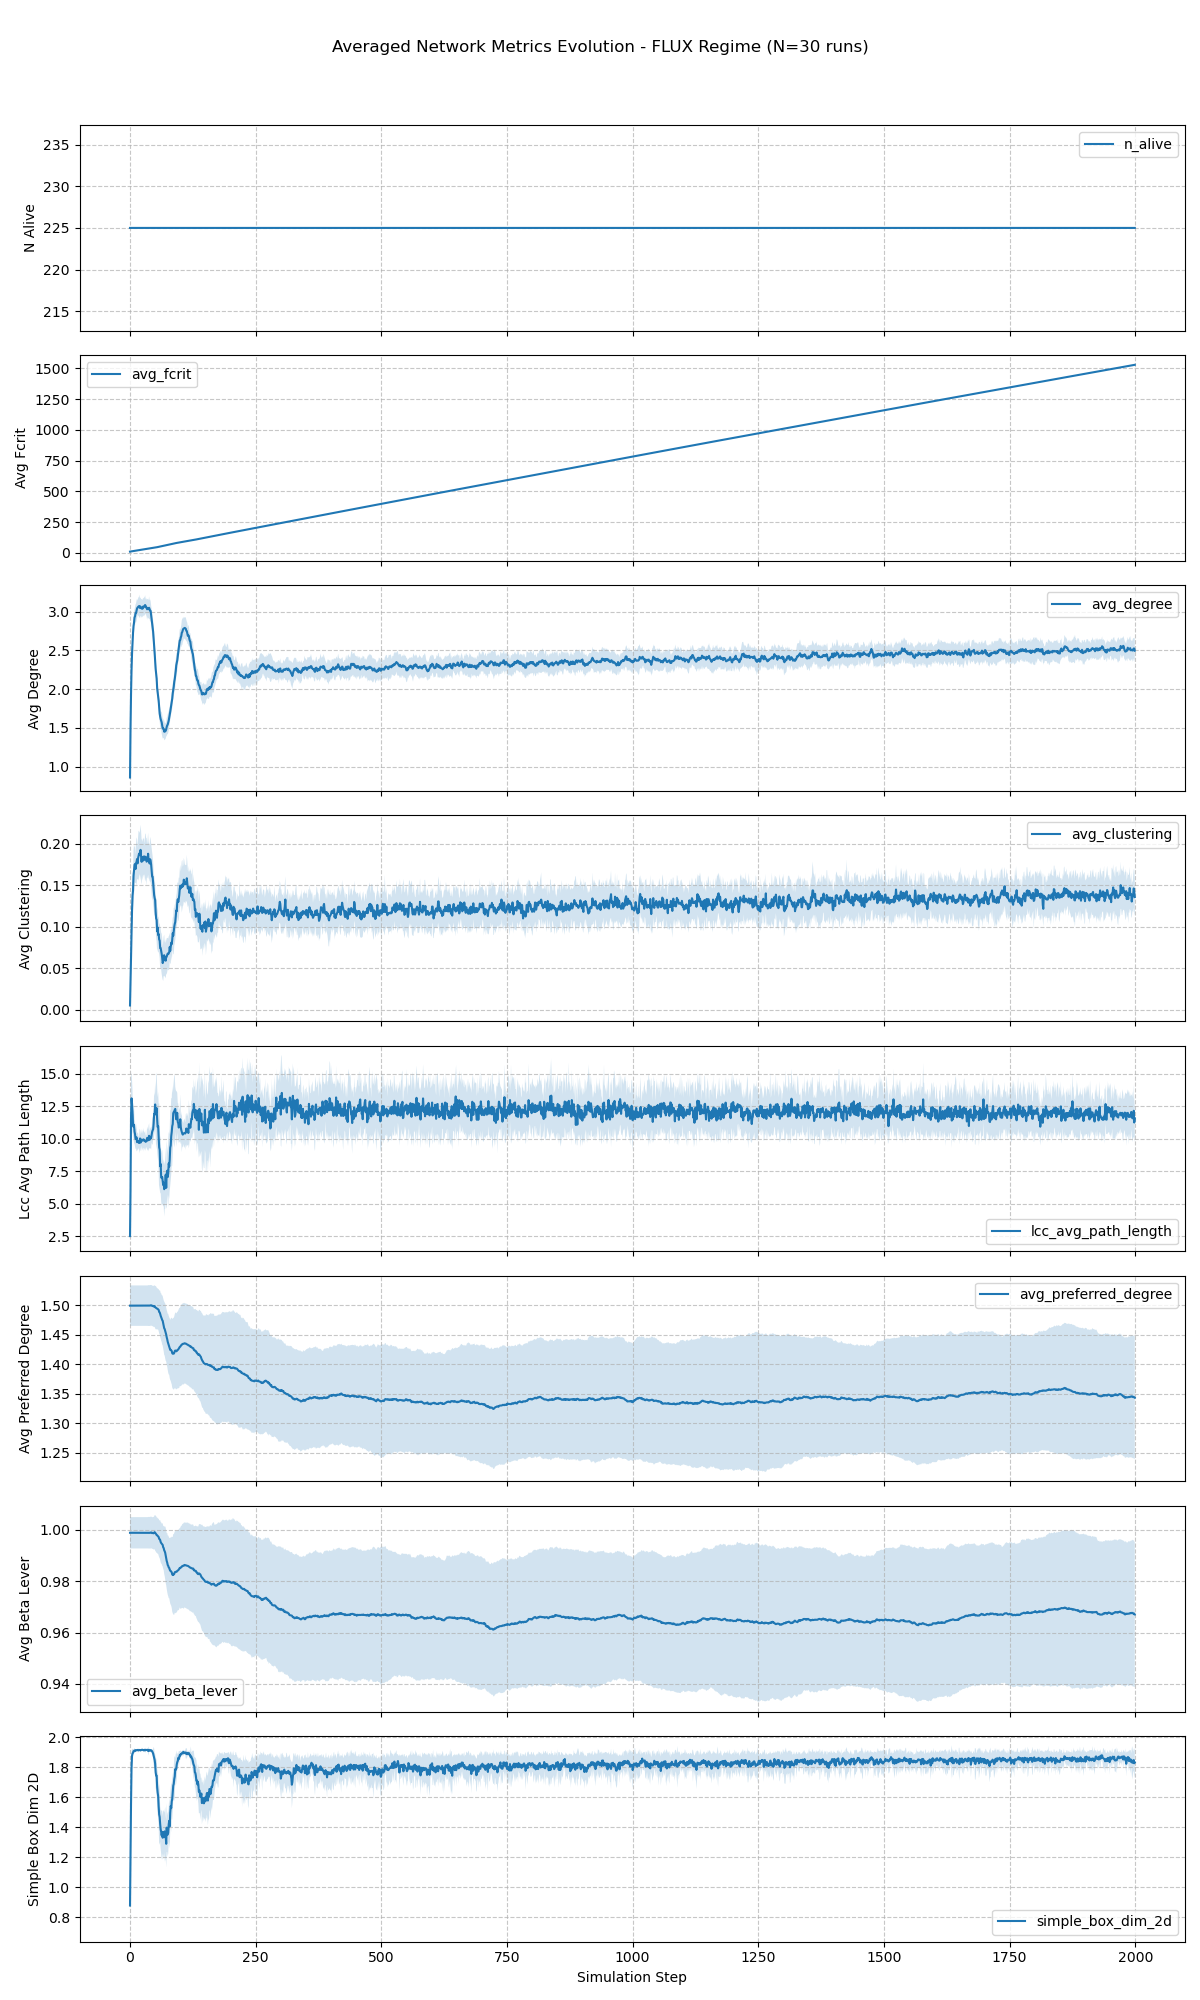 Averaged Network Metrics Evolution - FLUX Regime (N=30 runs)
N Alive
235
230
225
220
215
n_alive
Avg Fcrit
1500
1250
1000
750
500
250
0
avg_fcrit
Avg Degree
3.0
2.5
2.0
1.5
1.0
avg_degree
Avg Clustering
0.20
0.15
0.10
0.05
0.00
avg_clustering
Lcc Avg Path Length
15.0
12.5
10.0
7.5
5.0
2.5
lcc_avg_path_length
Avg Preferred Degree
1.50
1.45
1.40
1.35
1.30
1.25
avg_preferred_degree
Avg Beta Lever
1.00
0.98
0.96
0.94
avg_beta_lever
Simple Box Dim 2D
2.0
1.8
1.6
1.4
1.2
1.0
0.8
simple_box_dim_2d
0 250 500 750 1000 1250 1500 1750 2000
Simulation Step